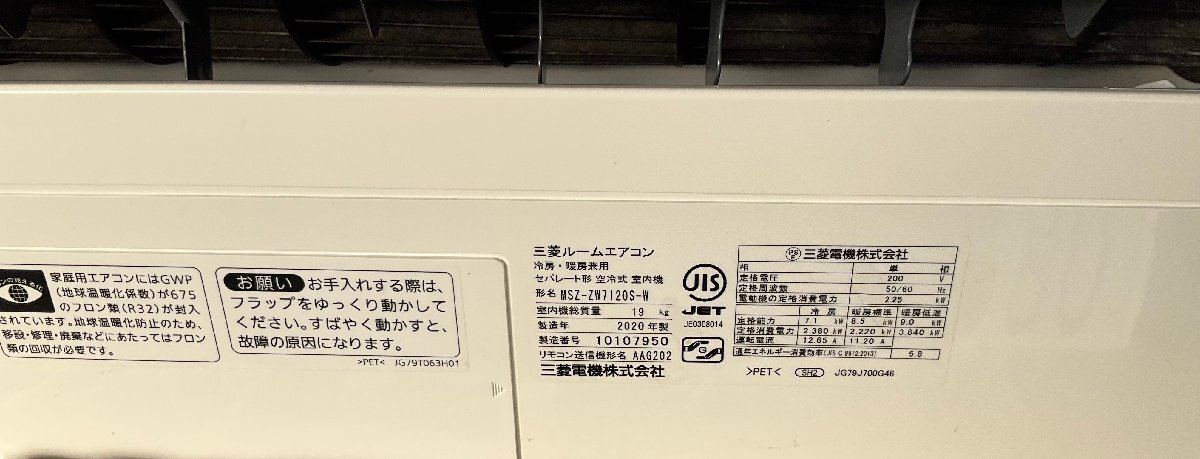 家庭用エアコンにはGWP
(地球温暖化係数)が675
のフロン類(R32)が封入
されています。地球温暖化防止のため、
移設・修理・廃棄などにあたってはフロン
類の回収が必要です。
お願い お手入れする際は、
フラップをゆっくり動かして
ください。すばやく動かすと、
故障の原因になります。
>PET< JG79T063H01
三菱ルームエアコン
冷房・暖房兼用
セパレート形 空冷式 室内機
形名 MSZ-ZW7120S-W
室内機総質量 19 kg
製造年 2020年製
製造番号 10107950
リモコン送信機形名 AAG202
三菱電機株式会社
JIS
JET
JE0308014
G
PSE 三菱電機株式会社
相 単 相
定格電圧 200 V
定格周波数 50/60 Hz
電動機の定格消費電力 2.25 kW
冷 房 暖房標準 暖房低温
定格能力 7.1 kW 8.5 kW 9.0 kW
定格消費電力 2.360 kW 2.220 kW 3.640 kW
運転電流 12.65 A 11.20 A
通年エネルギー消費効率(JIS C 9612:2013) 5.8
>PET< SH2 JG79J700G46